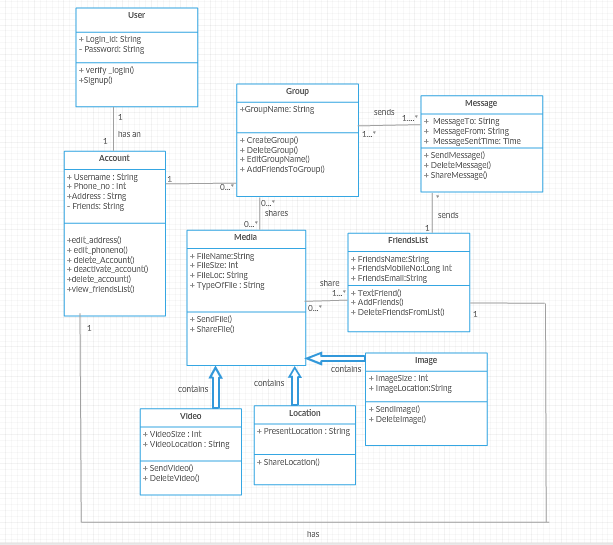 User
+ Login_Id: String
- Password: String
+ verify _login()
+Signup()
1
has an
1
Account
+ Username : String
+ Phone_no : Int
+Address : Strng
- Friends: String
+edit_address()
+ edit_phoneno()
+ delete_Account()
+ deactivate_account()
+delete_account()
+view_friendsList()
1
0...*
Group
+GroupName: String
+ CreateGroup()
+ DeleteGroup()
+ EditGroupName()
+ AddFriendsToGroup()
sends
1....*
1...*
Message
+ MessageTo: String
+ MessageFrom: String
+ MessageSentTime: Time
+ SendMessage()
+ DeleteMessage()
+ ShareMessage()
0...*
shares
0...*
*
sends
1
Media
+ FileName:String
+ FileSize: Int
+ FileLoc: String
+ TypeOfFile : String
+ SendFile()
+ ShareFile()
share
1...*
0...*
FriendsList
+ FriendsName:String
+ FriendsMobileNo:Long Int
+ FriendsEmail:String
+ TextFriend()
+ AddFriends()
+ DeleteFriendsFromList()
1
1
contains
contains
contains
Image
+ ImageSize : Int
+ ImageLocation:String
+ SendImage()
+ DeleteImage()
Video
+ VideoSize : Int
+ VideoLocation : String
+ SendVideo()
+ DeleteVideo()
Location
+ PresentLocation : String
+ ShareLocation()
has